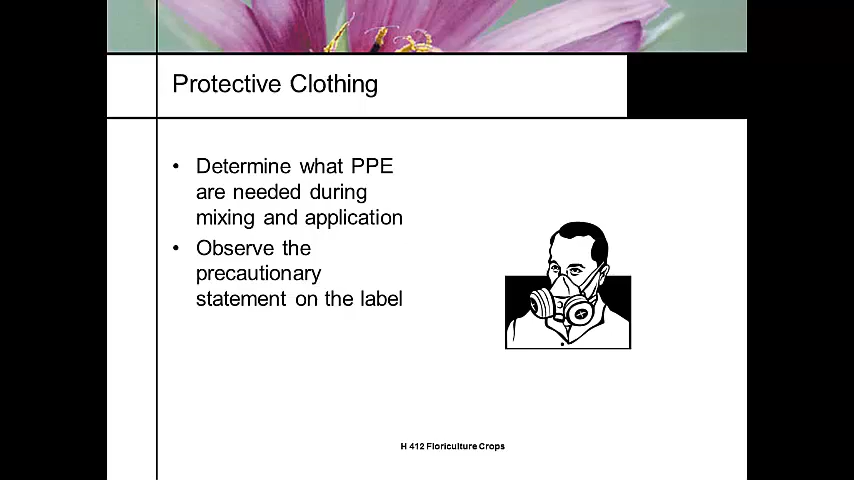 Protective Clothing
• Determine what PPE
are needed during
mixing and application
• Observe the
precautionary
statement on the label
H 412 Floriculture Crops